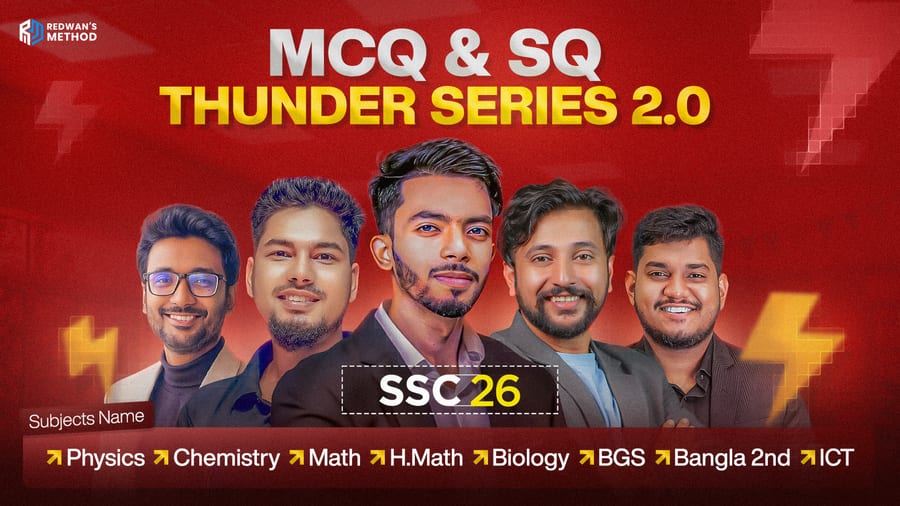 REDWAN'S
METHOD
MCQ & SQ
THUNDER SERIES 2.0
SSC 26
Subjects Name
Physics Chemistry Math H.Math Biology BGS Bangla 2nd ICT